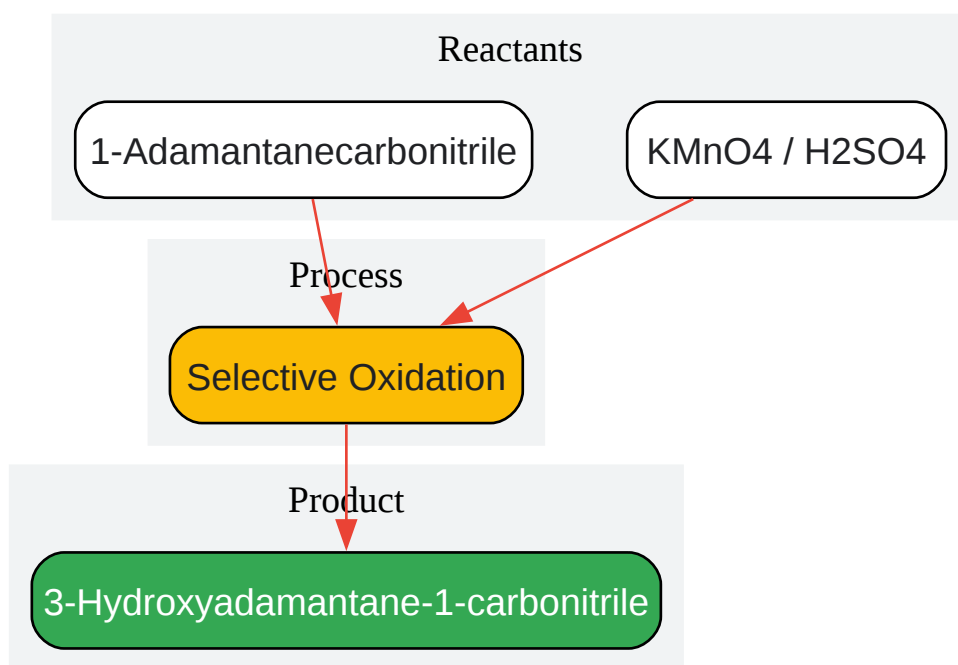 Reactants
1-Adamantanecarbonitrile
KMnO4 / H2SO4
Process
Selective Oxidation
Product
3-Hydroxyadamantane-1-carbonitrile